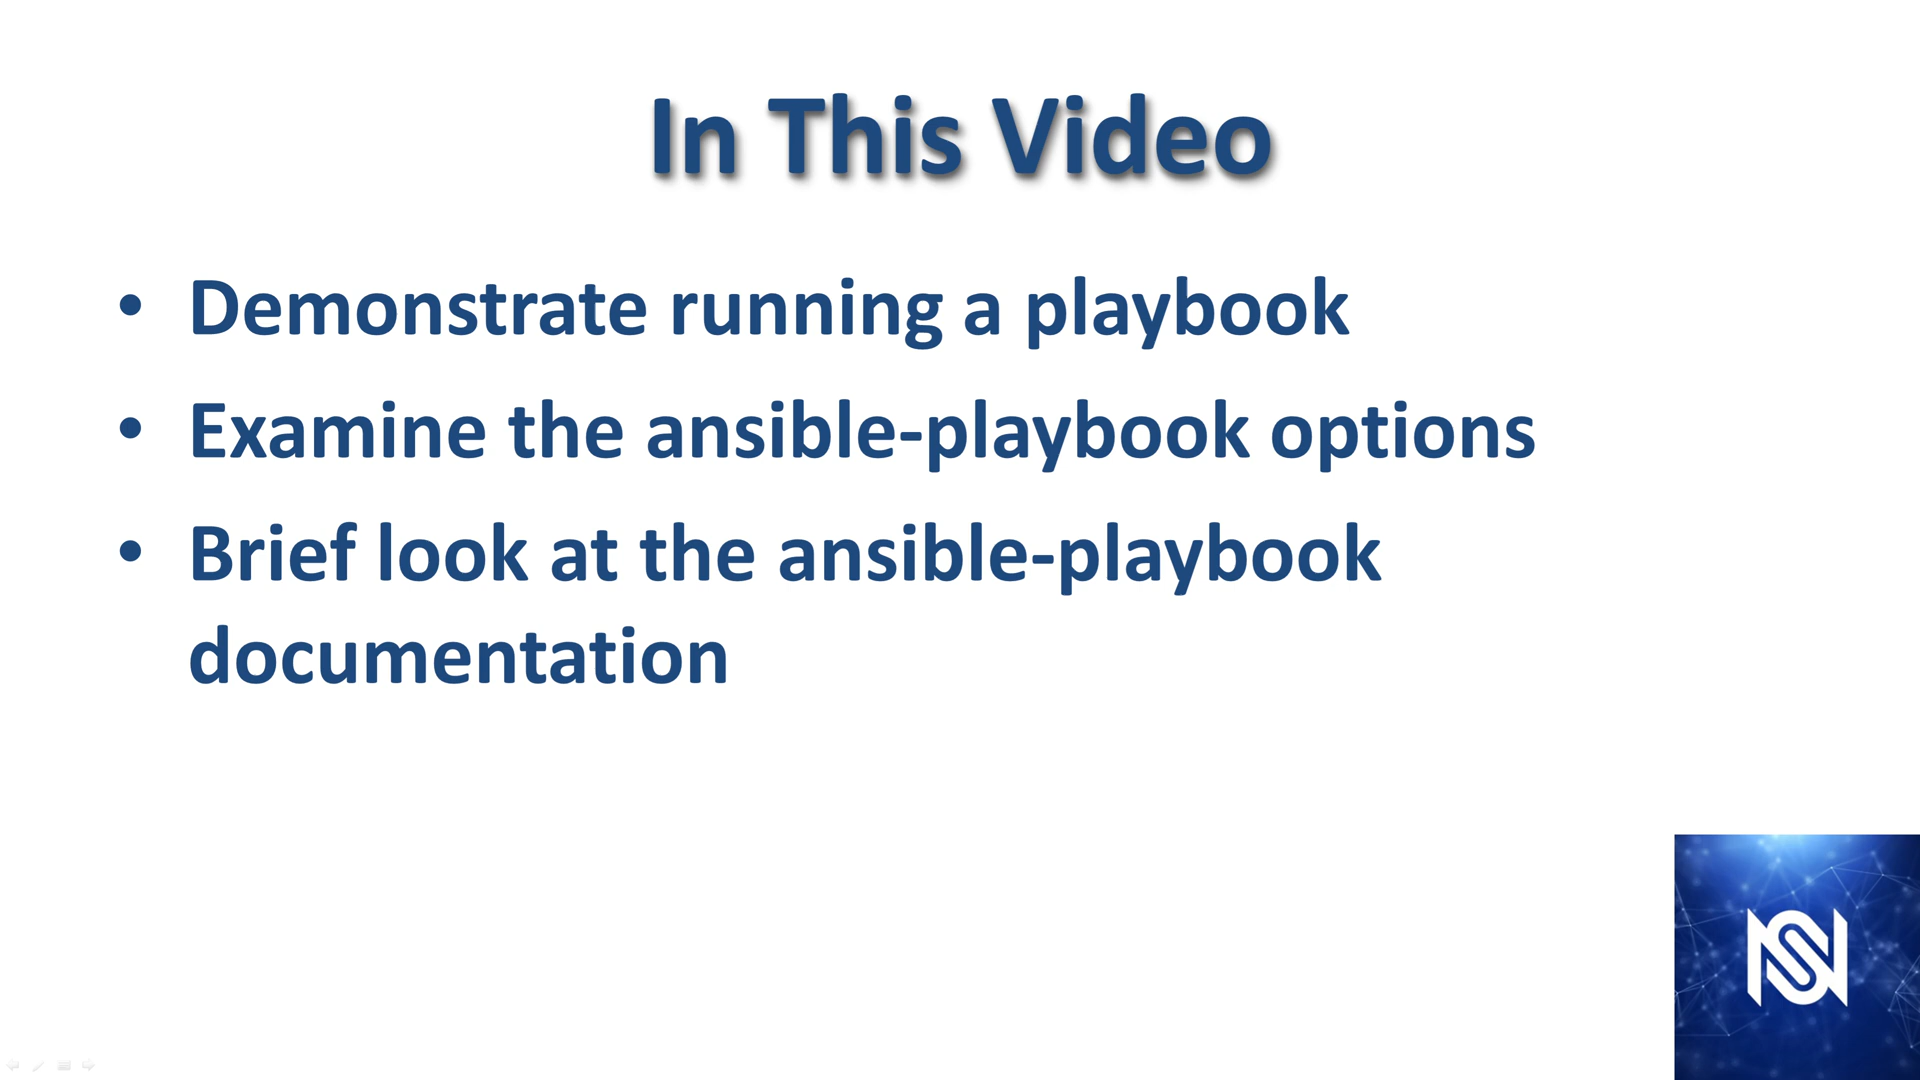 In This Video
• Demonstrate running a playbook
• Examine the ansible-playbook options
• Brief look at the ansible-playbook
documentation